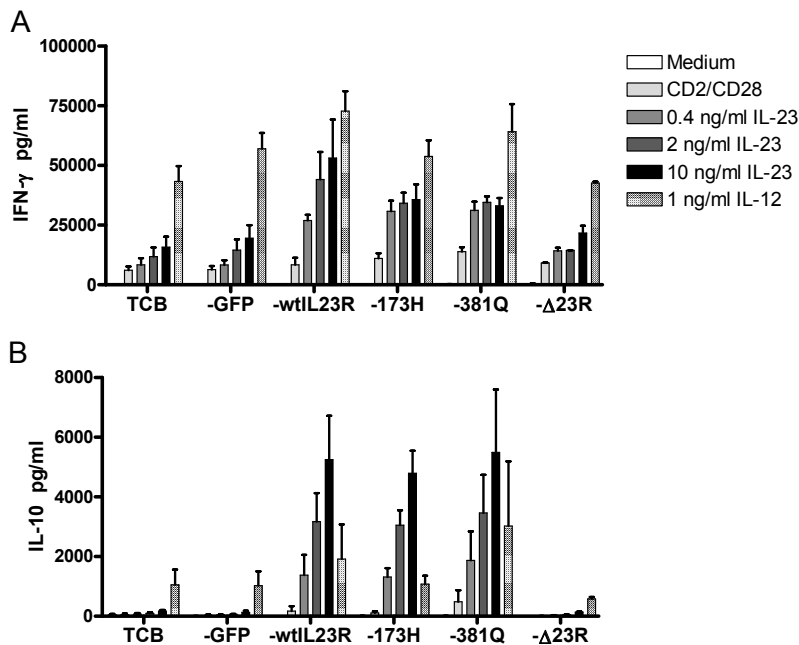 A
100000
75000
50000
25000
0
IFN-γ pg/ml
TCB -GFP -wtIL23R -173H -381Q -Δ23R
Medium
CD2/CD28
0.4 ng/ml IL-23
2 ng/ml IL-23
10 ng/ml IL-23
1 ng/ml IL-12
B
8000
6000
4000
2000
0
IL-10 pg/ml
TCB -GFP -wtIL23R -173H -381Q -Δ23R